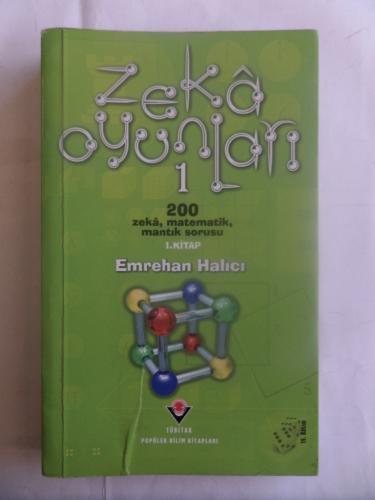 zekâ
oyunları
1
200
zekâ, matematik,
mantık sorusu
1.KİTAP
Emrehan Halıcı
TÜBİTAK
POPÜLER BİLİM KİTAPLARI